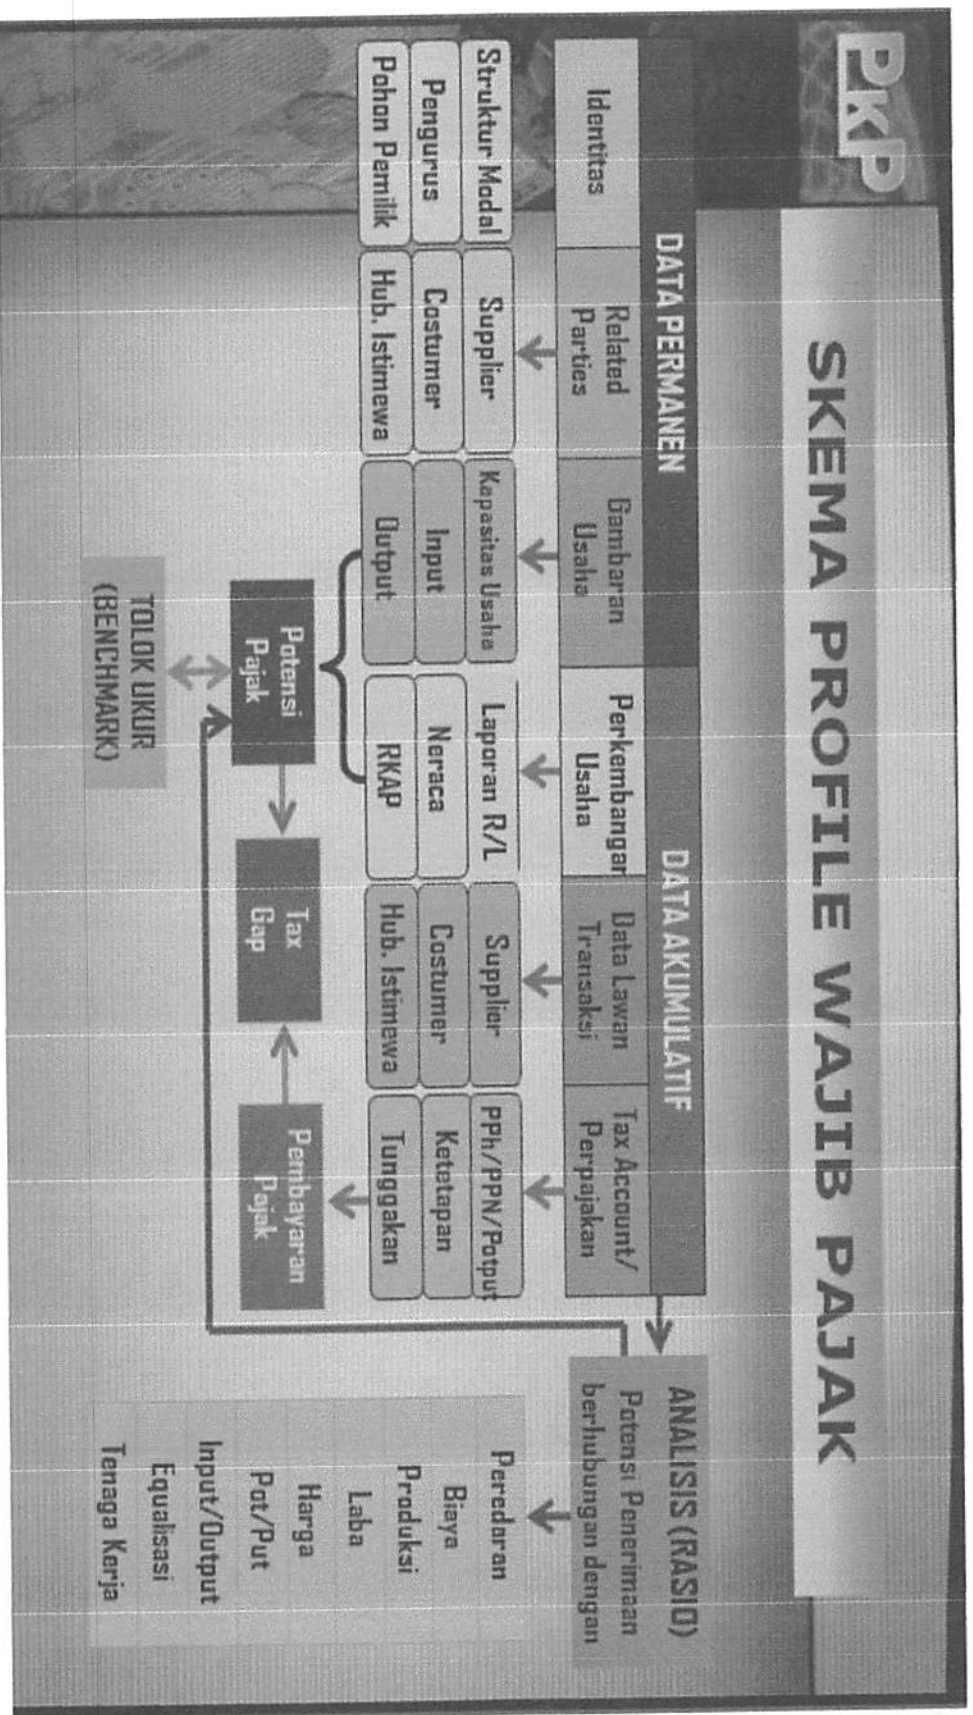 PKP
SKEMA PROFILE WAJIB PAJAK
DATA PERMANEN
DATA AKUMULATIF
Identitas
Related
Parties
Gambaran
Usaha
Perkembangar
Usaha
Data Lawan
Transaksi
Tax Account/
Perpajakan
Struktur Modal
Pengurus
Pohon Pemilik
Supplier
Costumer
Hub. Istimewa
Kapasitas Usaha
Input
Output
Laporan R/L
Neraca
RKAP
Supplier
Costumer
Hub. Istimewa
PPh/PPN/Potput
Ketetapan
Tunggakan
Potensi
Pajak
Tax
Gap
Pembayaran
Pajak
TOLOK UKUR
(BENCHMARK)
ANALISIS (RASIO)
Potensi Penerimaan
berhubungan dengan
Peredaran
Biaya
Produksi
Laba
Harga
Pot/Put
Input/Output
Equalisasi
Tenaga Kerja